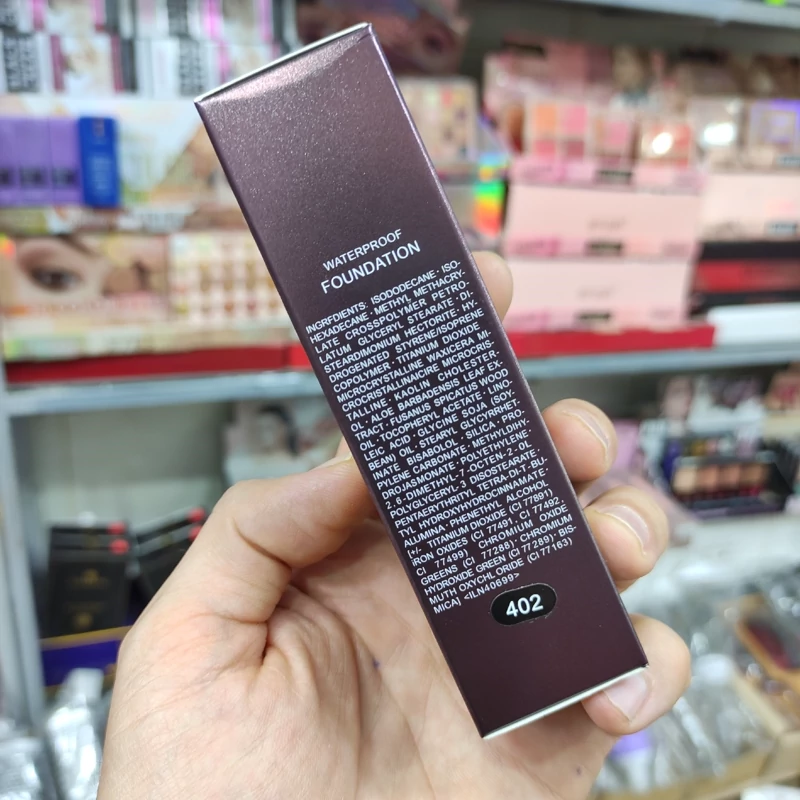 WATERPROOF
FOUNDATION
INGRFDIENTS: ISODODECANE · ISO-
HEXADECANE · METHYL METHACRY-
LATE CROSSPOLYMER PETRO-
LATUM GLYCERYL STEARATE · DI-
STEARDIMONIUM HECTORITE · HY-
DROGENTED STYRENE/ISOPRENE
COPOLYMER TITANIUM DIOXIDE
MICROCRYSTALLINE WAX/CERA MI-
CROCRISTALLINA/CIRE MICROCRIS-
TALLINE · KAOLIN · CHOLESTER-
OL · ALOE BARBADENSIS LEAF EX-
TRACT · FUSANUS SPICATUS WOOD
OIL · TOCOPHERYL ACETATE · LINO-
LEIC ACID · GLYCINE SOJA (SOY-
BEAN) OIL · STEARYL GLYCYRRHET-
INATE · BISABOLOL · SILICA · PRO-
PYLENE CARBONATE · METHYLDIHY-
DROJASMONATE · POLYETHYLENE ·
2, 6 - DIMETHYL - 7 - OCTEN - 2 - OL ·
POLYGLYCERYL - 3 DIISOSTEARATE ·
PENTAERYTHRITYL TETRA-DI-T-BU-
TYL HYDROXYHYDROCINNAMATE ·
ALUMINA · PHENETHYL ALCOHOL
(+/-. TITANIUM DIOXIDE (CI 77891)
IRON OXIDES (CI 77491, CI 77492,
CI 77499) CHROMIUM OXIDE
GREENS (CI 77288) · CHROMIUM
HYDROXIDE GREEN (CI 77289) · BIS-
MUTH OXYCHLORIDE (CI 77163)
MICA) <ILN40699>
402